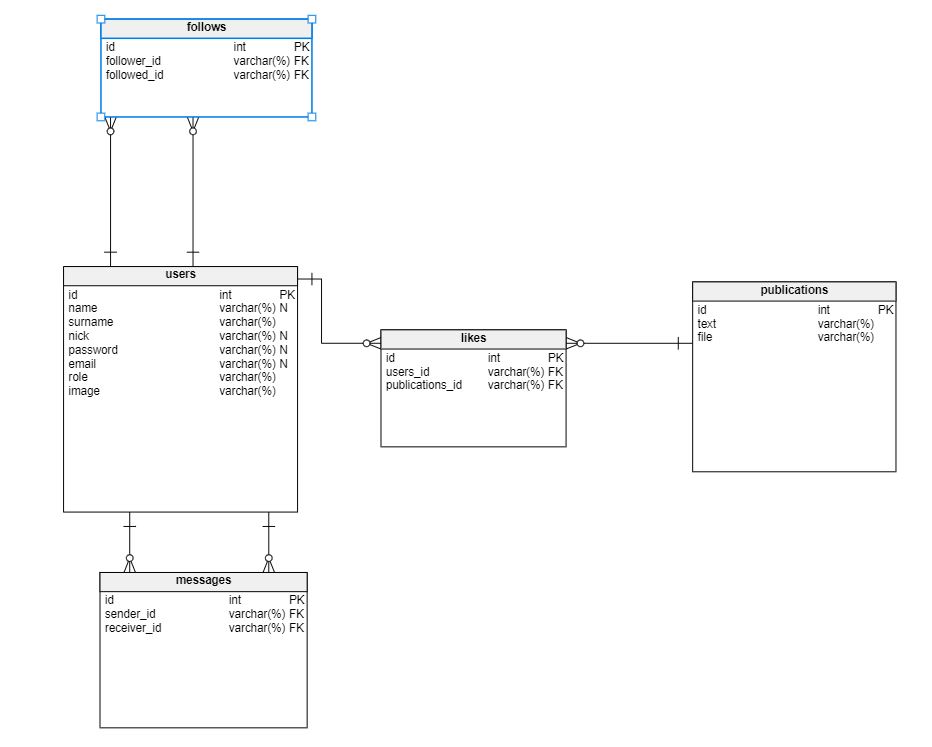 follows
id int PK
follower_id varchar(%) FK
followed_id varchar(%) FK
users
id int PK
name varchar(%) N
surname varchar(%)
nick varchar(%) N
password varchar(%) N
email varchar(%) N
role varchar(%)
image varchar(%)
likes
id int PK
users_id varchar(%) FK
publications_id varchar(%) FK
publications
id int PK
text varchar(%)
file varchar(%)
messages
id int PK
sender_id varchar(%) FK
receiver_id varchar(%) FK